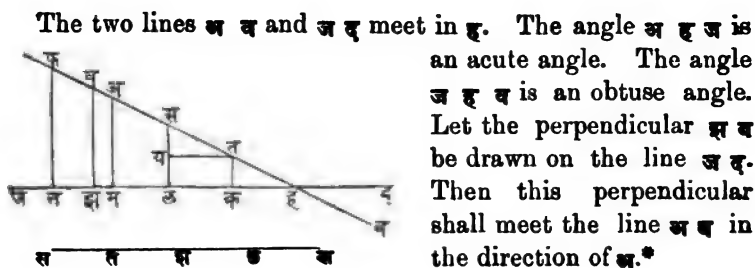 The two lines अ ब and ज द meet in ह. The angle अ ह ज is
an acute angle. The angle
ज ह ब is an obtuse angle.
Let the perpendicular झ व
be drawn on the line ज द.
Then this perpendicular
shall meet the line अ ब in
the direction of अ.*
फ
व
अ
म
य
त
ज
न
झ
ह
द
ब
स
त
झ